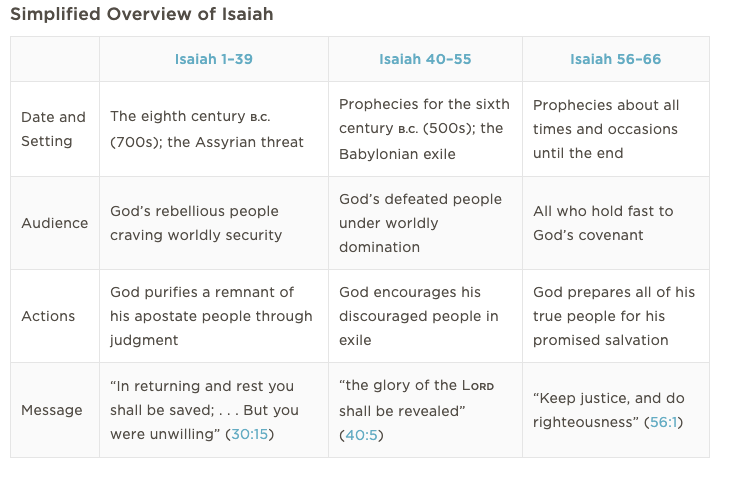 Simplified Overview of Isaiah
Isaiah 1–39
Isaiah 40–55
Isaiah 56–66
Date and
Setting
The eighth century B.C.
(700s); the Assyrian threat
Prophecies for the sixth
century B.C. (500s); the
Babylonian exile
Prophecies about all
times and occasions
until the end
Audience
God’s rebellious people
craving worldly security
God’s defeated people
under worldly
domination
All who hold fast to
God’s covenant
Actions
God purifies a remnant of
his apostate people through
judgment
God encourages his
discouraged people in
exile
God prepares all of his
true people for his
promised salvation
Message
“In returning and rest you
shall be saved; . . . But you
were unwilling” (30:15)
“the glory of the LORD
shall be revealed”
(40:5)
“Keep justice, and do
righteousness” (56:1)